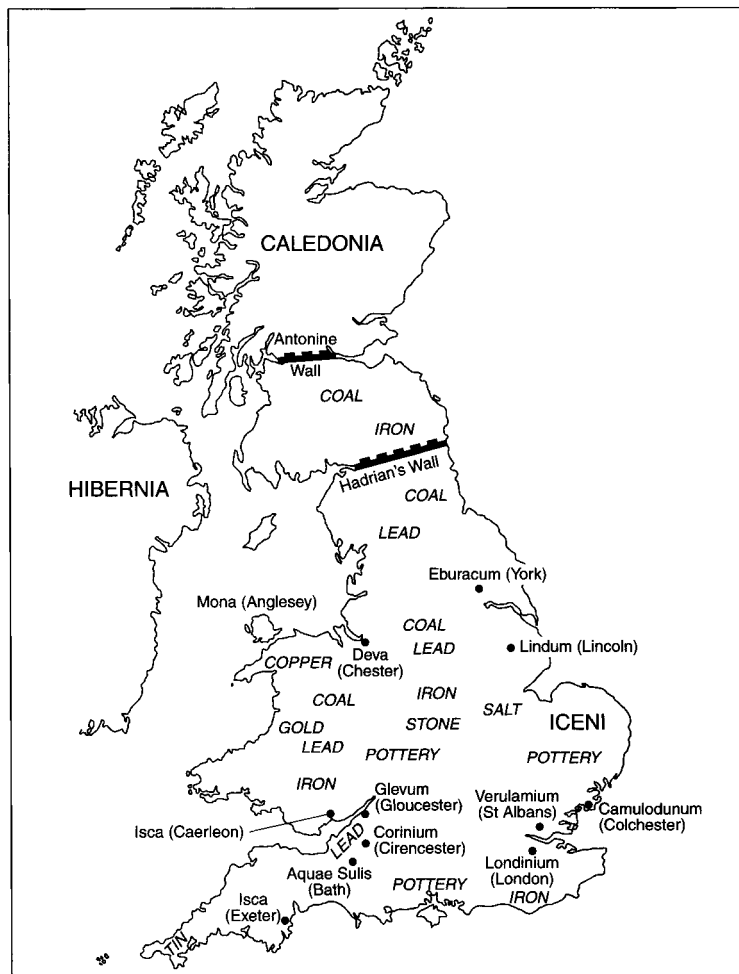 CALEDONIA
Antonine
Wall
COAL
IRON
Hadrian's Wall
HIBERNIA
COAL
LEAD
Eburacum (York)
Mona (Anglesey)
COAL
Deva
(Chester)
LEAD
Lindum (Lincoln)
COPPER
COAL
IRON
SALT
ICENI
GOLD
STONE
LEAD
POTTERY
POTTERY
IRON
Glevum
(Gloucester)
Verulamium
(St Albans)
Camulodunum
(Colchester)
Isca (Caerleon)
LEAD
Corinium
(Cirencester)
Aquae Sulis
(Bath)
Londinium
(London)
POTTERY
IRON
Isca
(Exeter)
TIN